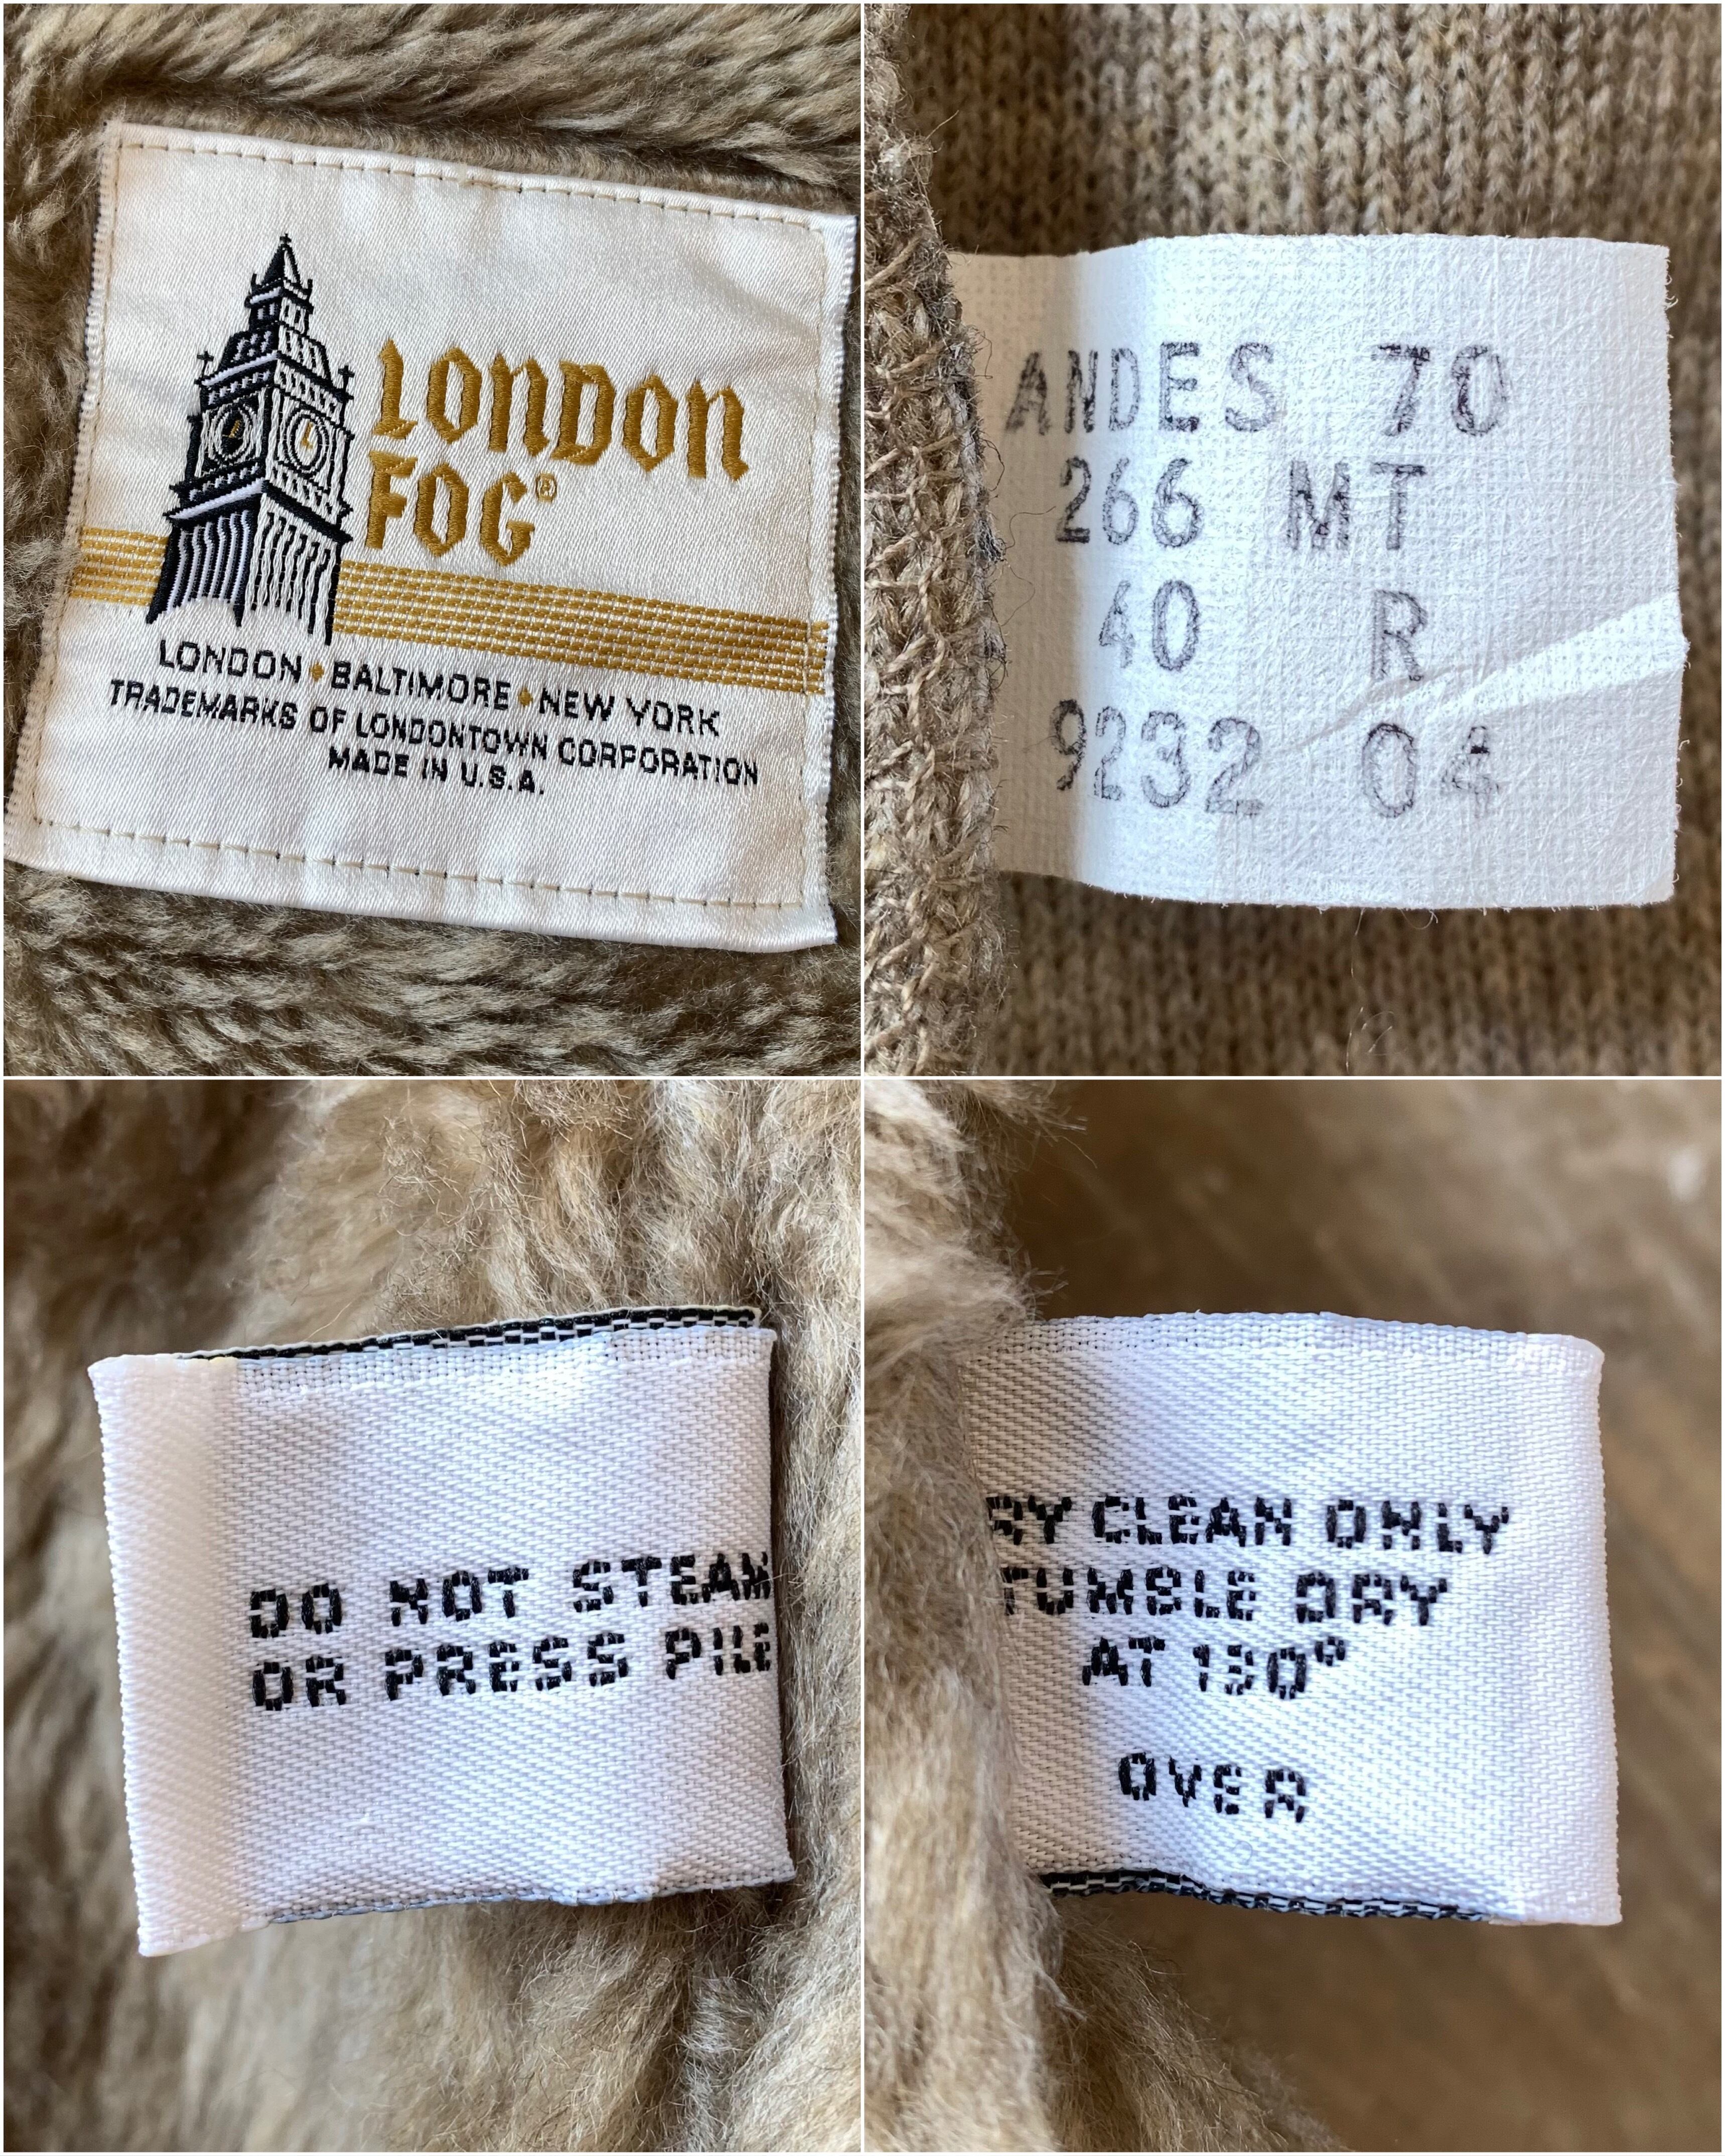 LONDON
FOG®
LONDON • BALTIMORE • NEW YORK
TRADEMARKS OF LONDONTOWN CORPORATION
MADE IN U.S.A.
ANDES 70
266 MT
40 R
9232 04
DO NOT STEAM
OR PRESS PILE
RY CLEAN ONLY
TUMBLE DRY
AT 130°
OVER